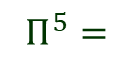 Π⁵ =